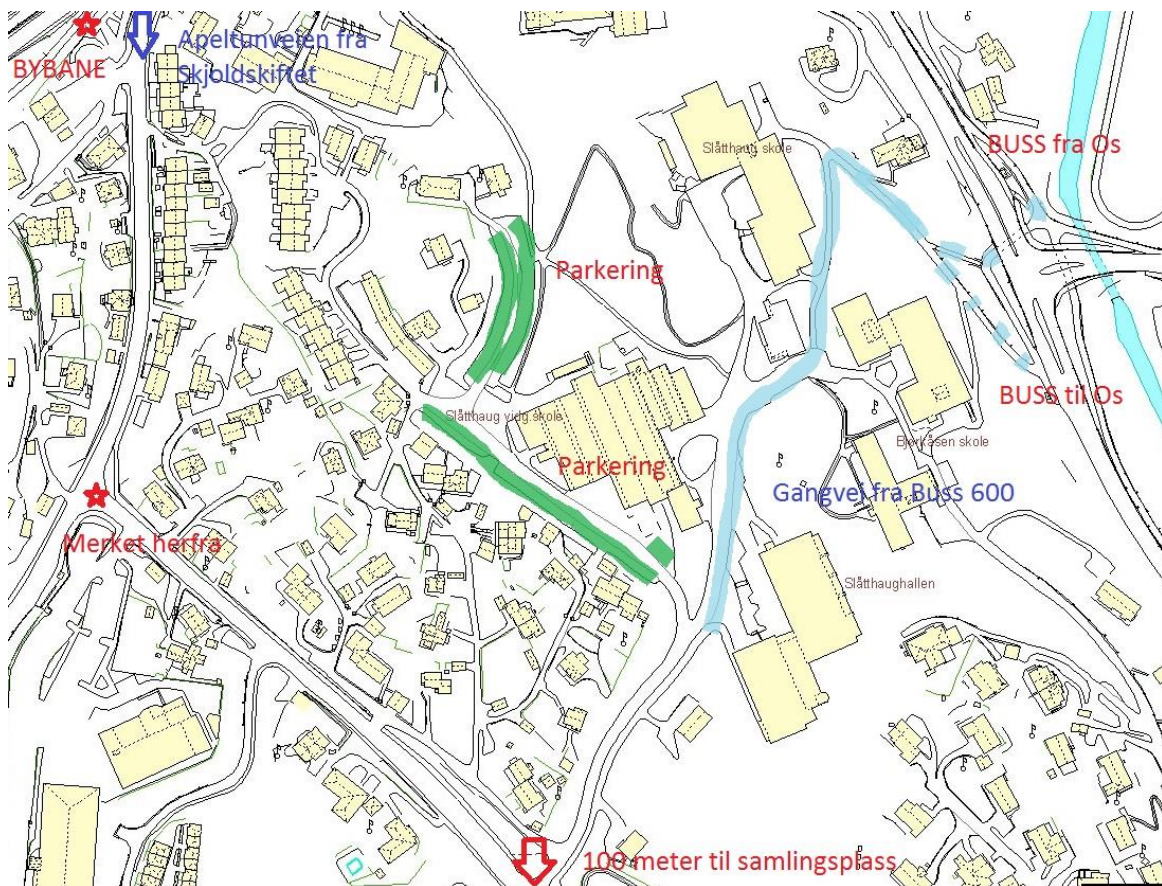 Apeltunveien fra
Skjoldskiftet
BYBANE
Slåtthaug skole
BUSS fra Os
Parkering
BUSS til Os
Slåtthaug vidg.skole
Bjørkåsen skole
Parkering
Gangvei fra Buss 600
Merket herfra
Slåtthaughallen
100 meter til samlingsplass